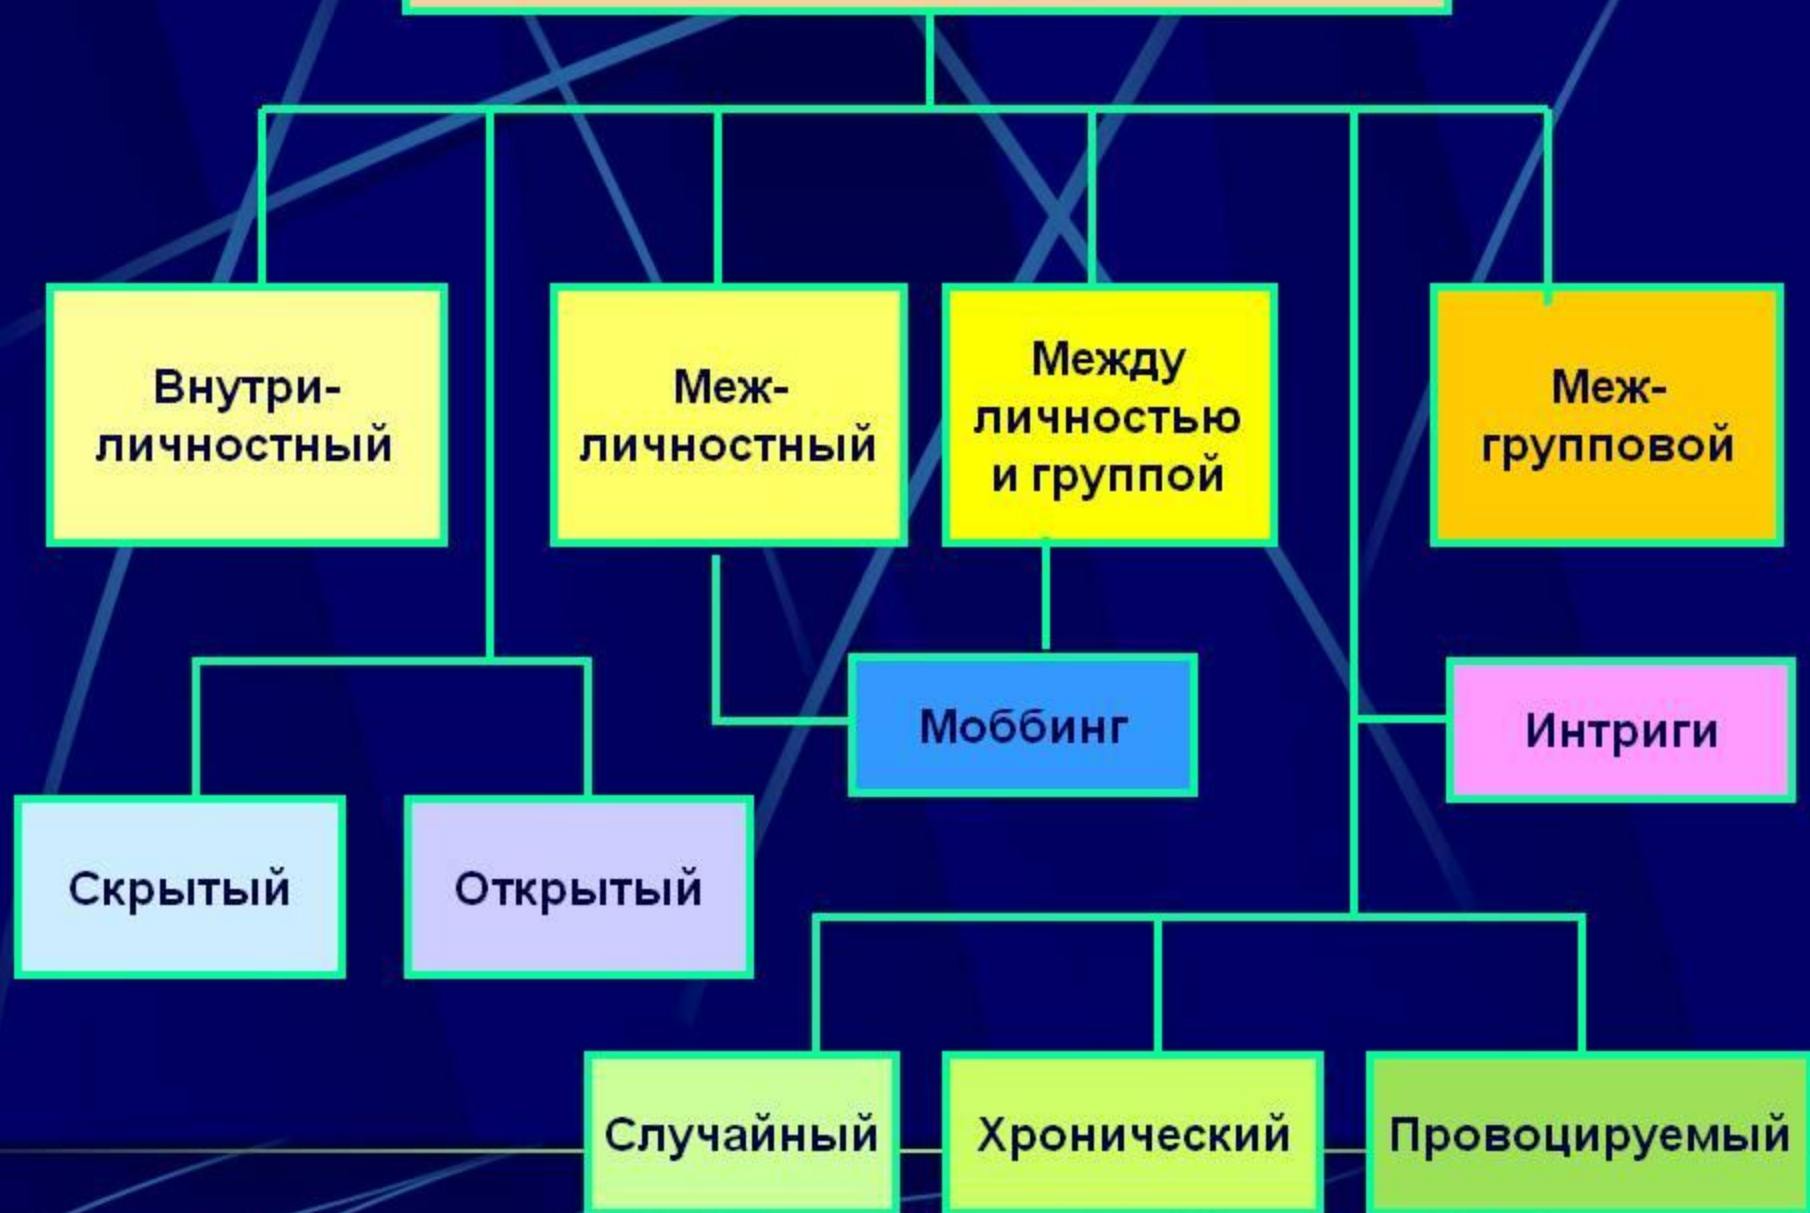 Внутри-
личностный
Меж-
личностный
Между
личностью
и группой
Меж-
групповой
Моббинг
Интриги
Скрытый
Открытый
Случайный
Хронический
Провоцируемый